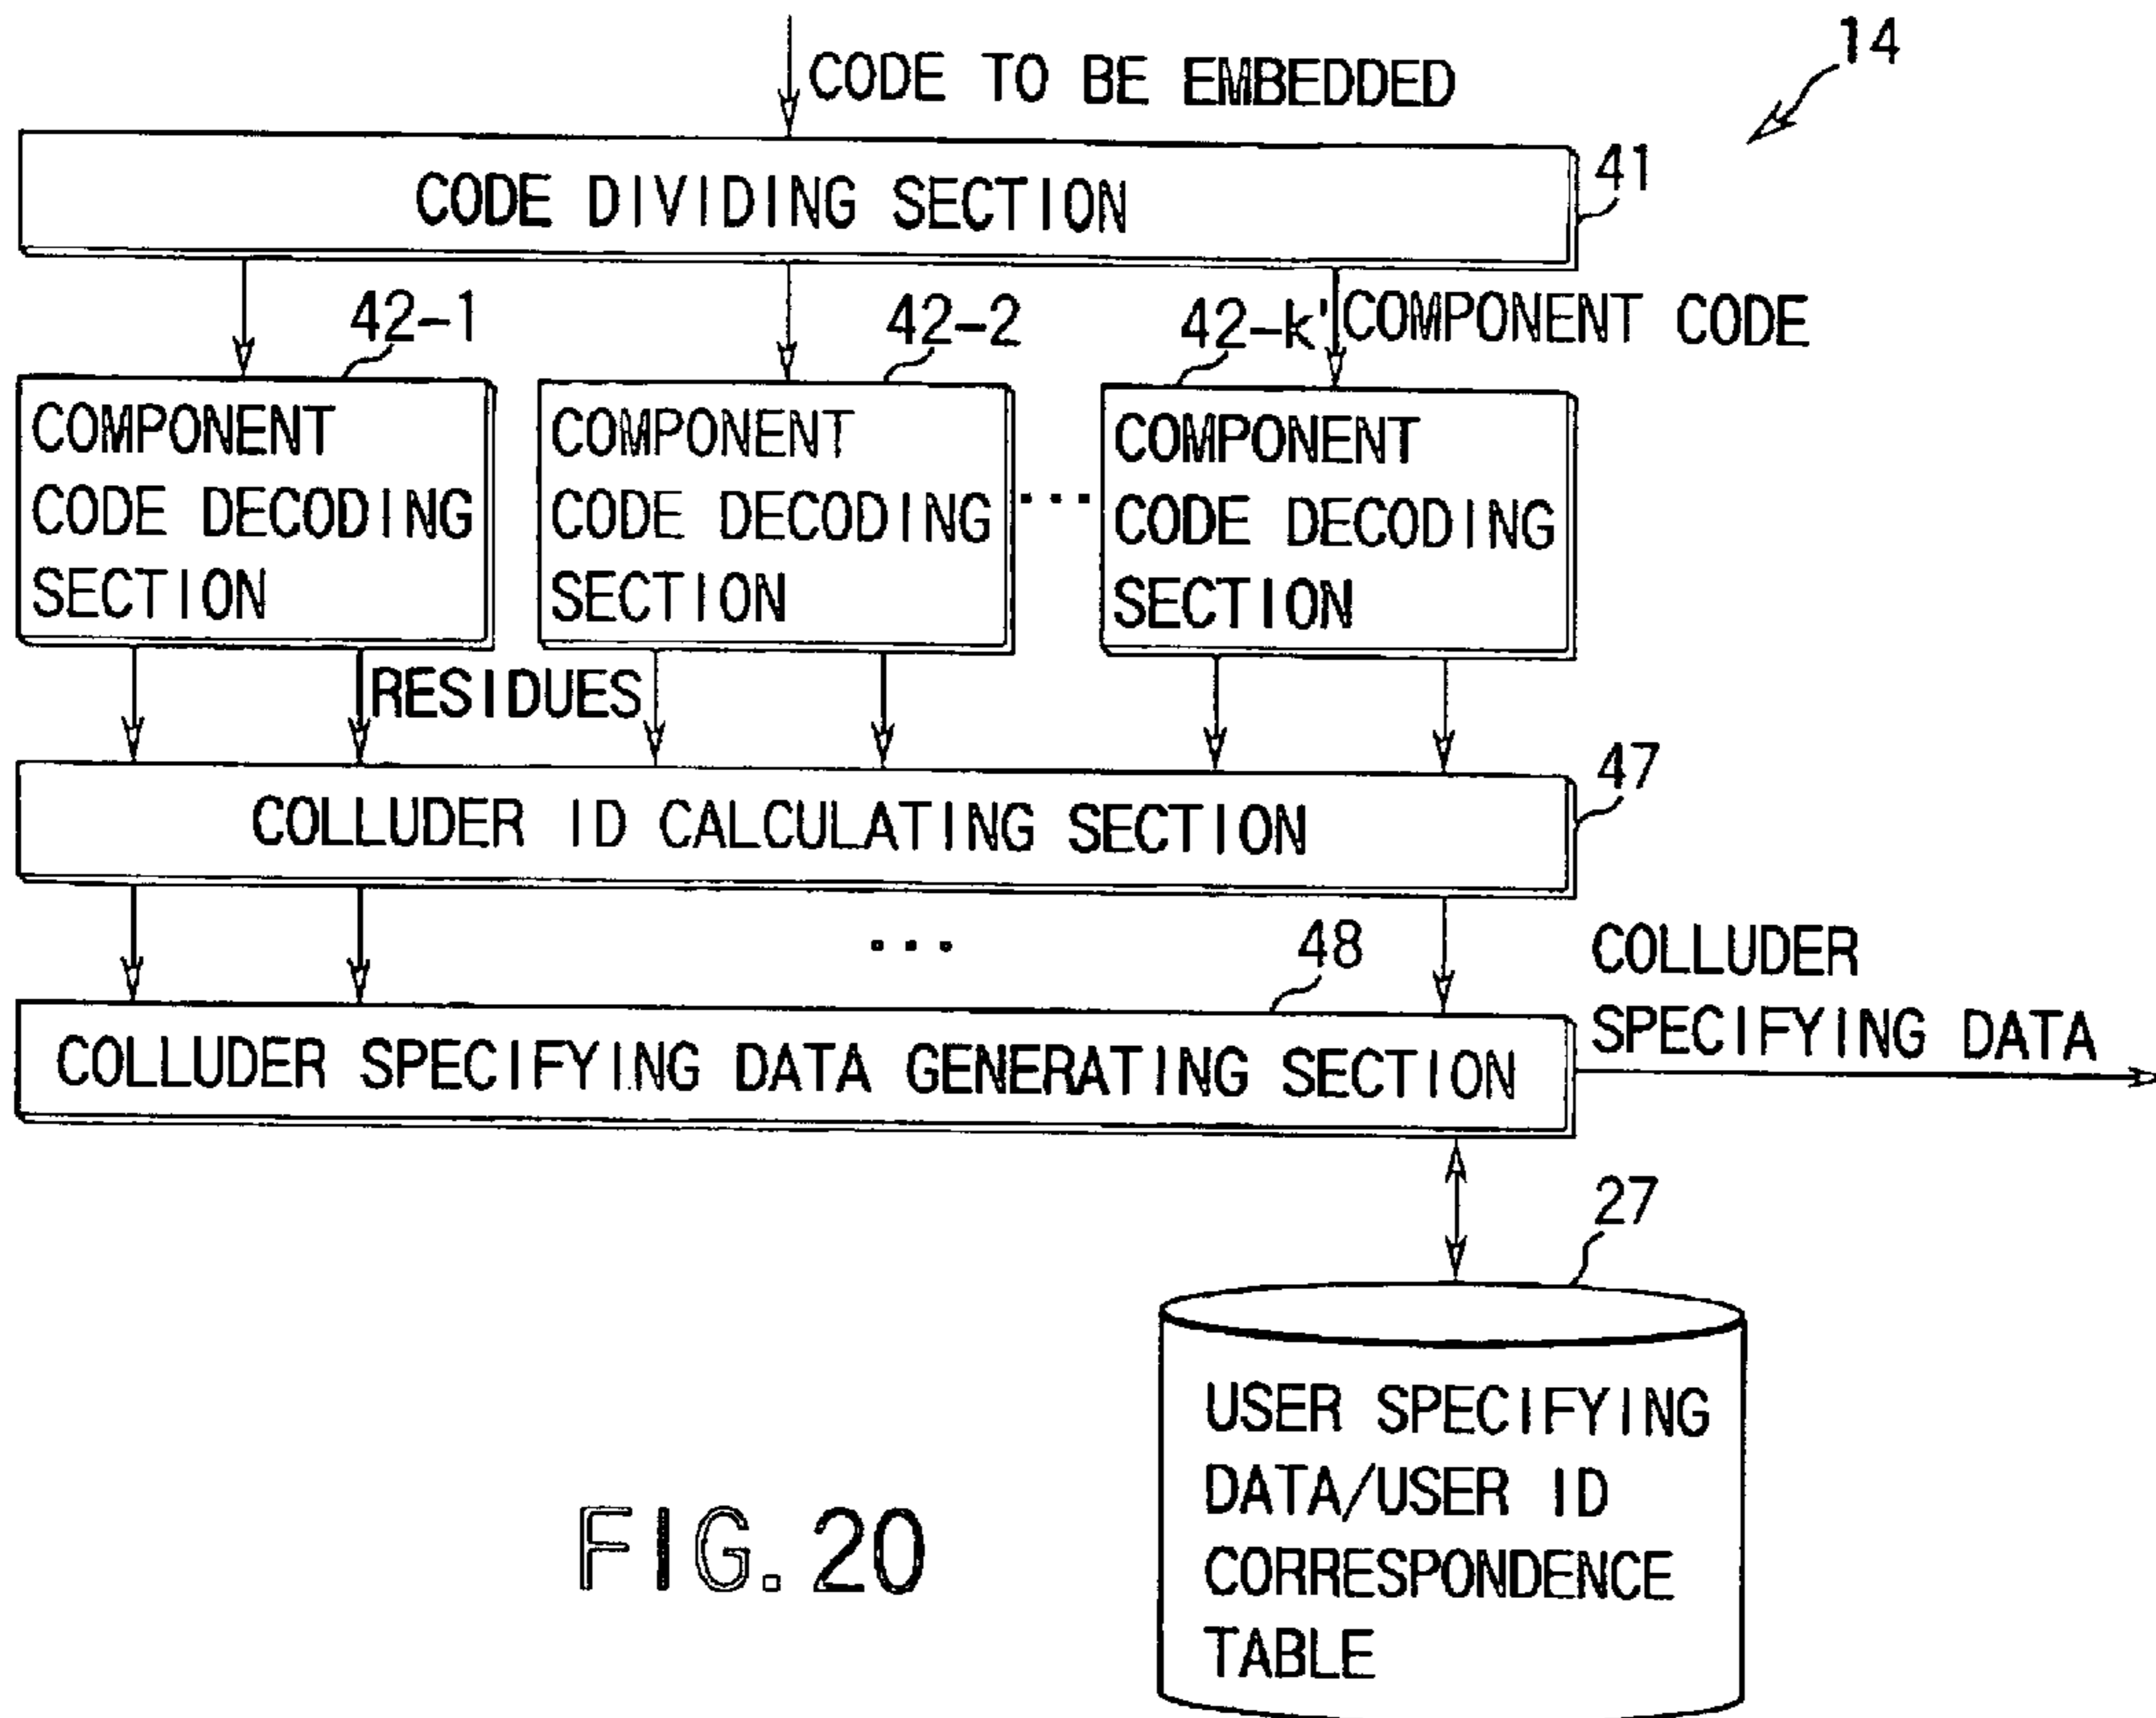 14
CODE TO BE EMBEDDED
41
CODE DIVIDING SECTION
42-1
42-2
42-k'
COMPONENT CODE
COMPONENT
CODE DECODING
SECTION
COMPONENT
CODE DECODING
SECTION
...
COMPONENT
CODE DECODING
SECTION
RESIDUES
47
COLLUDER ID CALCULATING SECTION
...
48
COLLUDER
SPECIFYING DATA
COLLUDER SPECIFYING DATA GENERATING SECTION
27
USER SPECIFYING
DATA/USER ID
CORRESPONDENCE
TABLE
FIG. 20